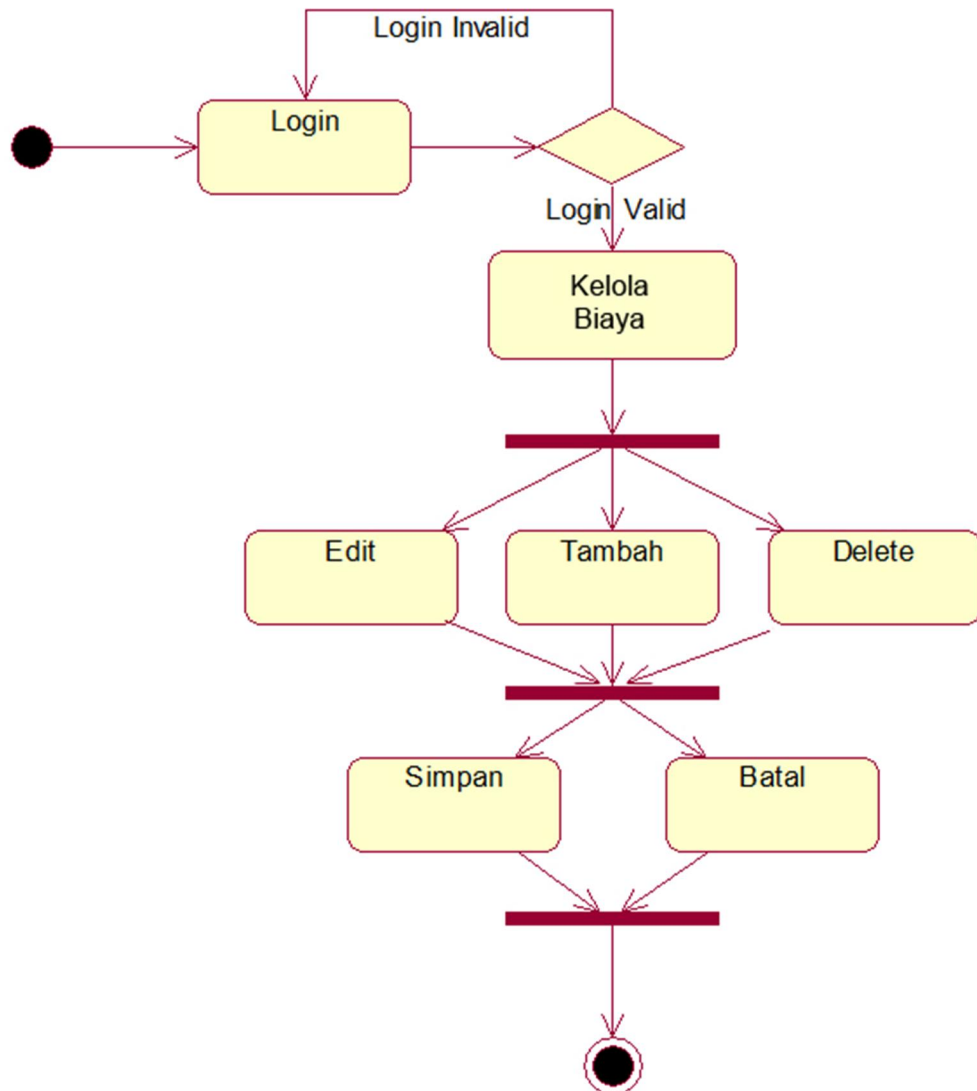 Login Invalid
Login
Login Valid
Kelola
Biaya
Edit
Tambah
Delete
Simpan
Batal